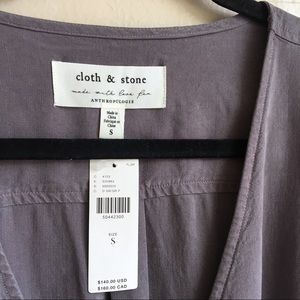 cloth & stone
made with love for
ANTHROPOLOGIE
Made in
China
Fabriqué en
Chine
S
50442300
SIZE
S
$140.00 USD
$160.00 CAD